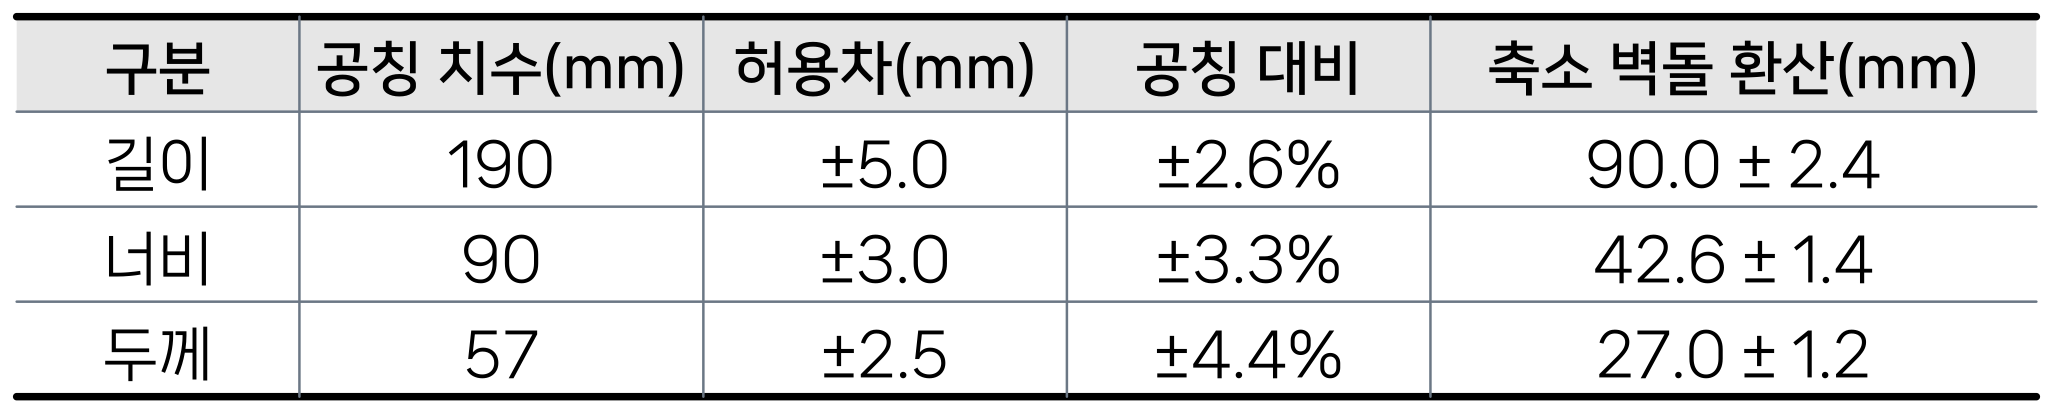 구분 공칭 치수(mm) 허용차(mm) 공칭 대비 축소 벽돌 환산(mm)
길이 190 ±5.0 ±2.6% 90.0 ± 2.4
너비 90 ±3.0 ±3.3% 42.6 ± 1.4
두께 57 ±2.5 ±4.4% 27.0 ± 1.2